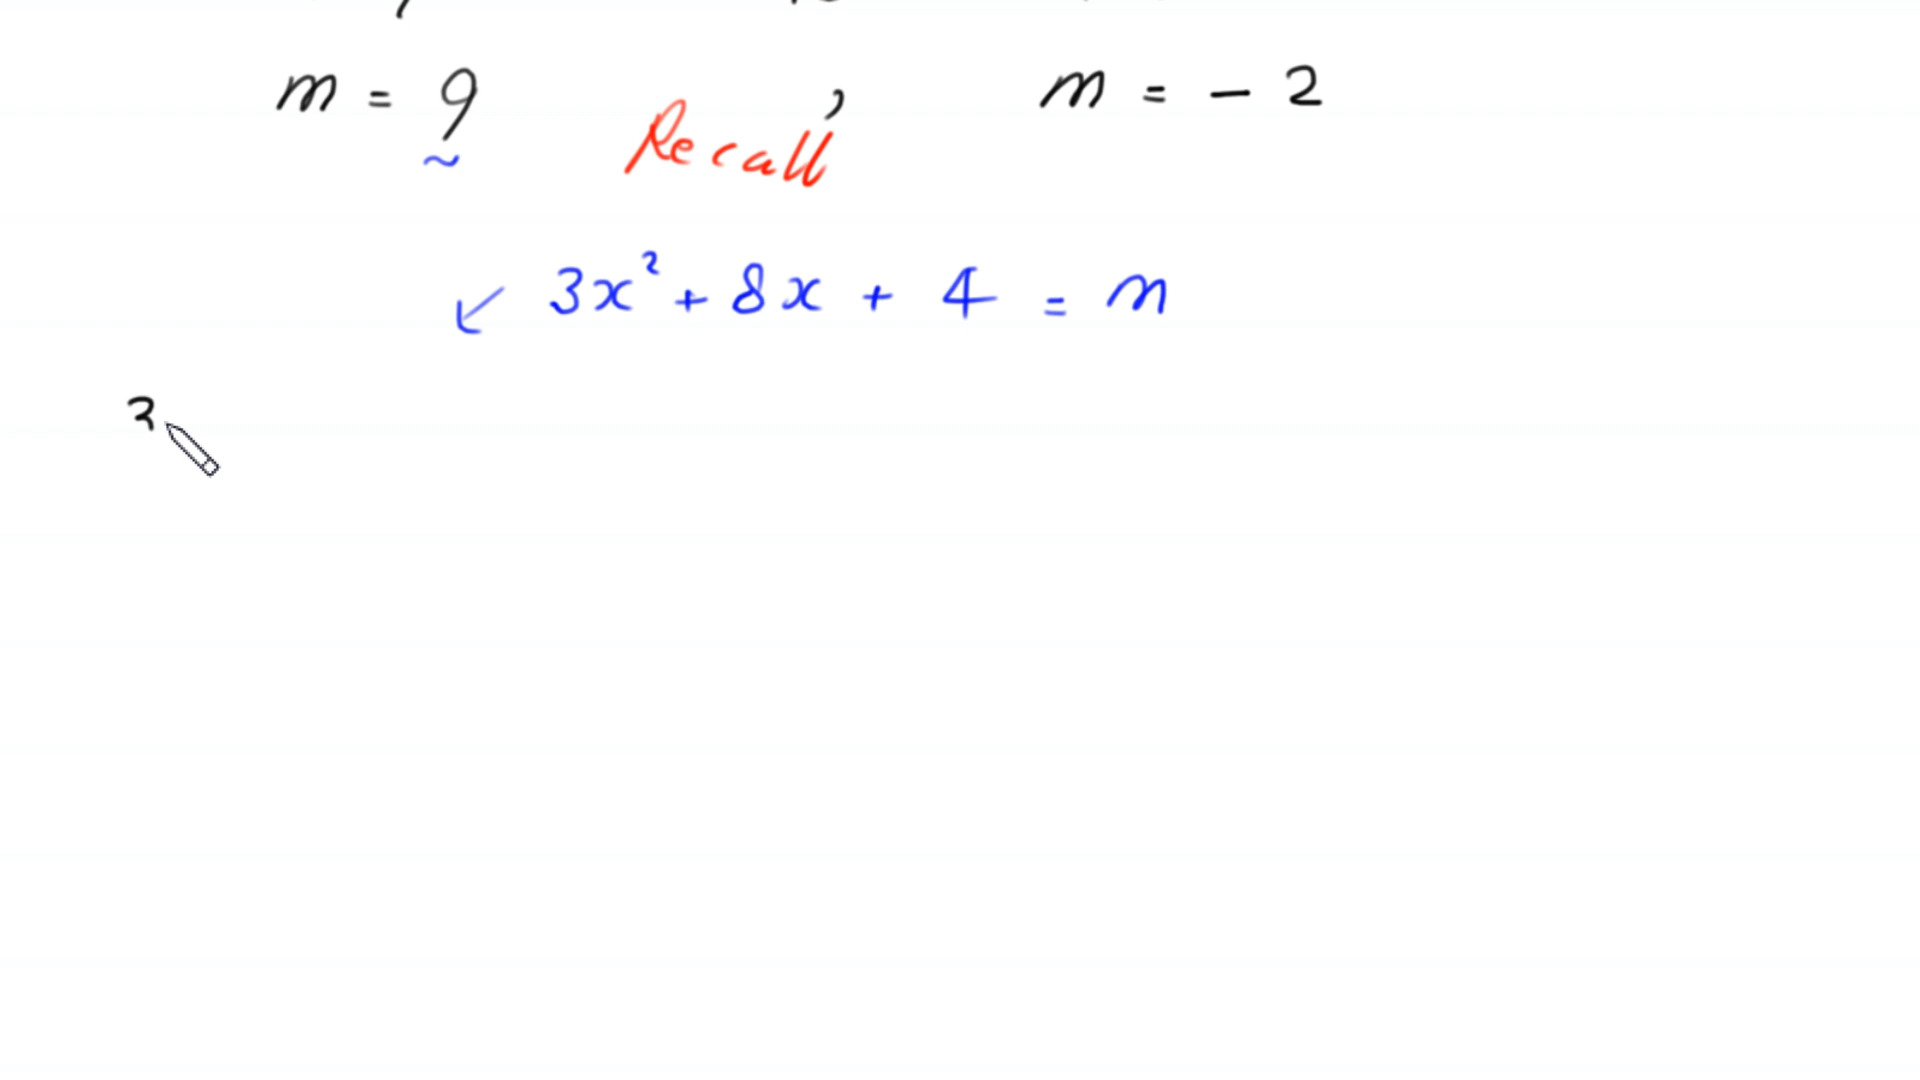 m = 9 , m = - 2
Recall
3x² + 8x + 4 = m
3